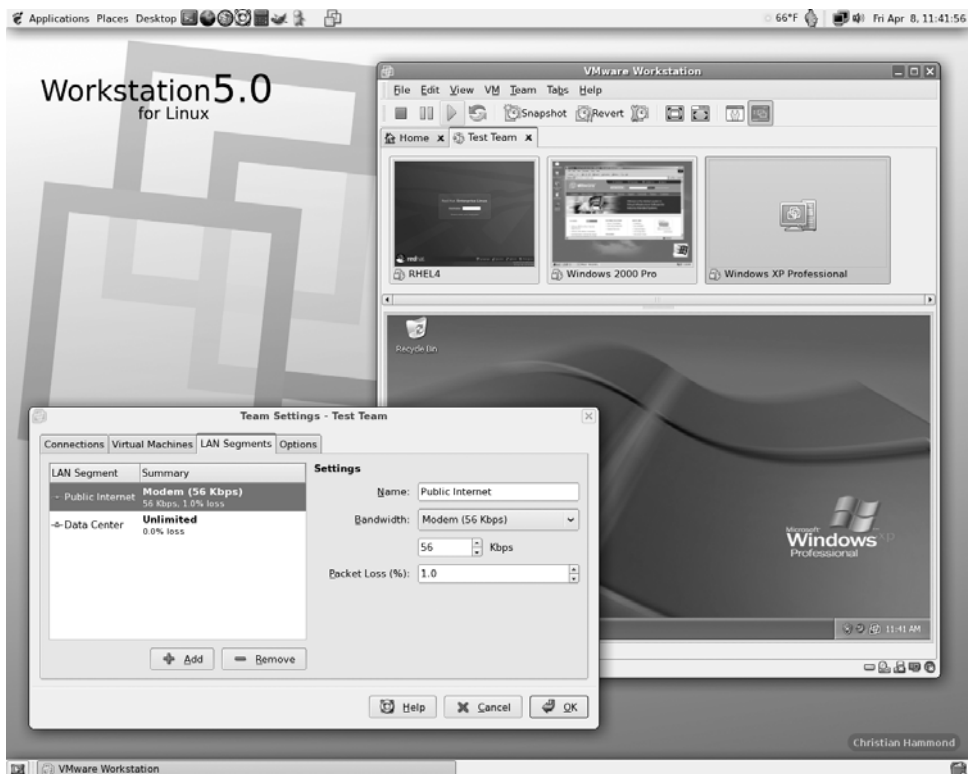 Applications Places Desktop
66°F
Fri Apr 8, 11:41:56
Workstation 5.0
for Linux
VMware Workstation
File Edit View VM Team Tabs Help
Snapshot Revert
Home Test Team
RHEL4
Windows 2000 Pro
Windows XP Professional
Recycle Bin
Microsoft
Windows xp
Professional
11:41 AM
Team Settings - Test Team
Connections Virtual Machines LAN Segments Options
LAN Segment Summary
Public Internet
Modem (56 Kbps)
56 Kbps, 1.0% loss
Data Center
Unlimited
0.0% loss
Add Remove
Settings
Name: Public Internet
Bandwidth: Modem (56 Kbps)
56 Kbps
Packet Loss (%): 1.0
Help Cancel OK
Christian Hammond
VMware Workstation